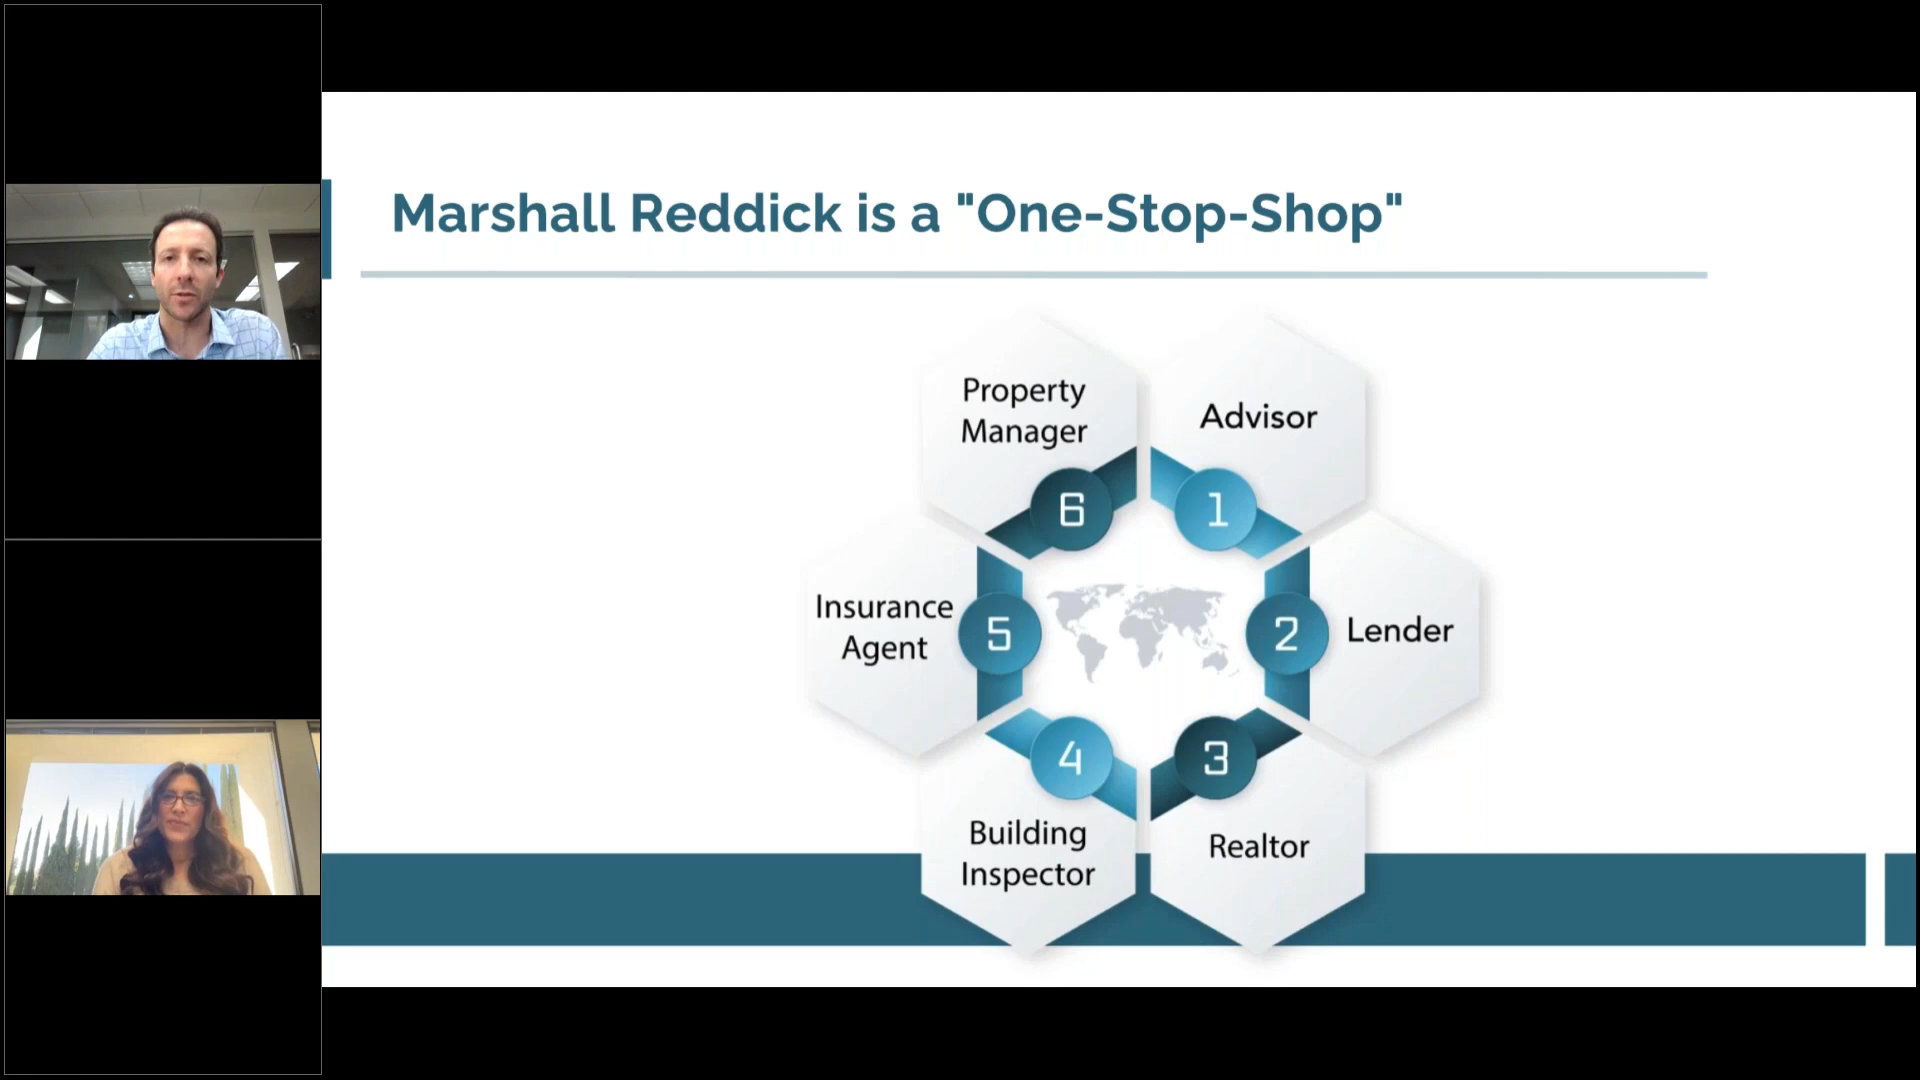 Marshall Reddick is a "One-Stop-Shop"
Advisor
1
Lender
2
Realtor
3
Building
Inspector
4
Insurance
Agent
5
Property
Manager
6